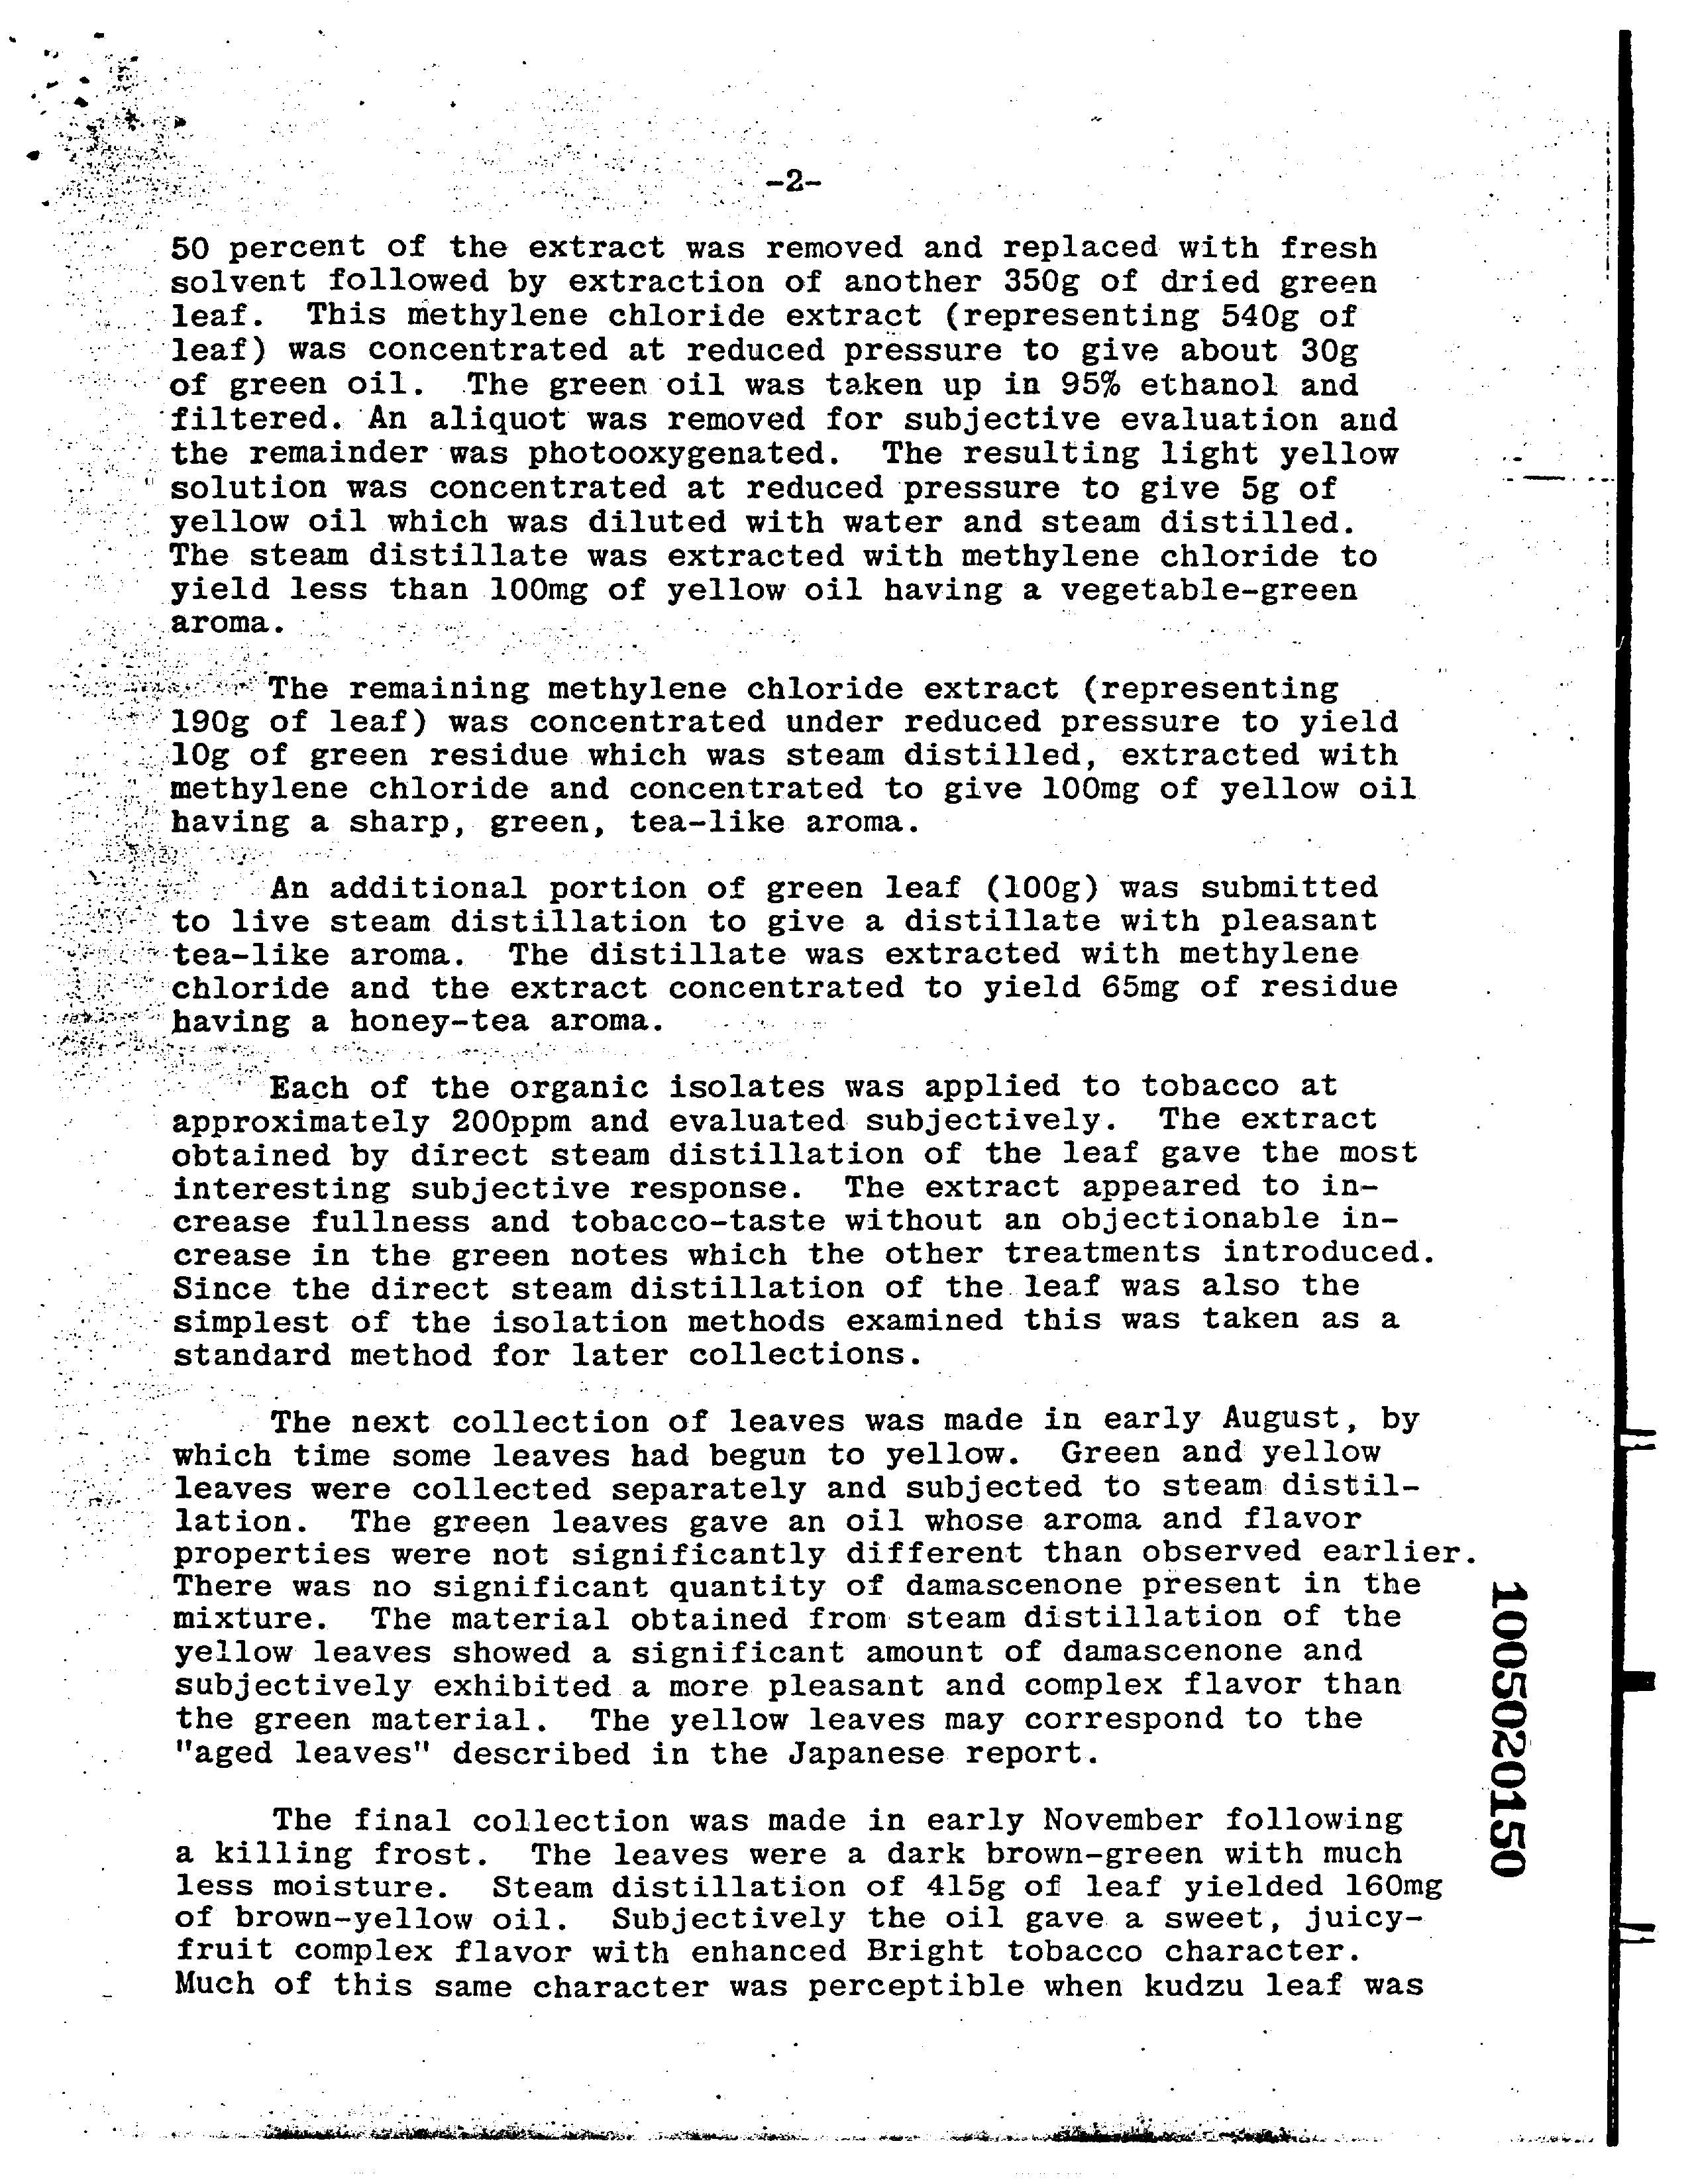 -2-
50 percent of the extract was removed and replaced with fresh
solvent followed by extraction of another 350g of dried green
leaf. This methylene chloride extract (representing 540g of
leaf) was concentrated at reduced pressure to give about 30g
of green oil. The green oil was taken up in 95% ethanol and
filtered. An aliquot was removed for subjective evaluation and
the remainder was photooxygenated. The resulting light yellow
solution was concentrated at reduced pressure to give 5g of
yellow oil which was diluted with water and steam distilled.
The steam distillate was extracted with methylene chloride to
yield less than 100mg of yellow oil having a vegetable-green
aroma.
The remaining methylene chloride extract (representing
190g of leaf) was concentrated under reduced pressure to yield
10g of green residue which was steam distilled, extracted with
methylene chloride and concentrated to give 100mg of yellow oil
having a sharp, green, tea-like aroma.
An additional portion of green leaf (100g) was submitted
to live steam distillation to give a distillate with pleasant
tea-like aroma. The distillate was extracted with methylene
chloride and the extract concentrated to yield 65mg of residue
having a honey-tea aroma.
Each of the organic isolates was applied to tobacco at
approximately 200ppm and evaluated subjectively. The extract
obtained by direct steam distillation of the leaf gave the most
interesting subjective response. The extract appeared to in-
crease fullness and tobacco-taste without an objectionable in-
crease in the green notes which the other treatments introduced.
Since the direct steam distillation of the leaf was also the
simplest of the isolation methods examined this was taken as a
standard method for later collections.
The next collection of leaves was made in early August, by
which time some leaves had begun to yellow. Green and yellow
leaves were collected separately and subjected to steam distil-
lation. The green leaves gave an oil whose aroma and flavor
properties were not significantly different than observed earlier.
There was no significant quantity of damascenone present in the
mixture. The material obtained from steam distillation of the
yellow leaves showed a significant amount of damascenone and
subjectively exhibited a more pleasant and complex flavor than
the green material. The yellow leaves may correspond to the
"aged leaves" described in the Japanese report.
The final collection was made in early November following
a killing frost. The leaves were a dark brown-green with much
less moisture. Steam distillation of 415g of leaf yielded 160mg
of brown-yellow oil. Subjectively the oil gave a sweet, juicy-
fruit complex flavor with enhanced Bright tobacco character.
Much of this same character was perceptible when kudzu leaf was
1005020150